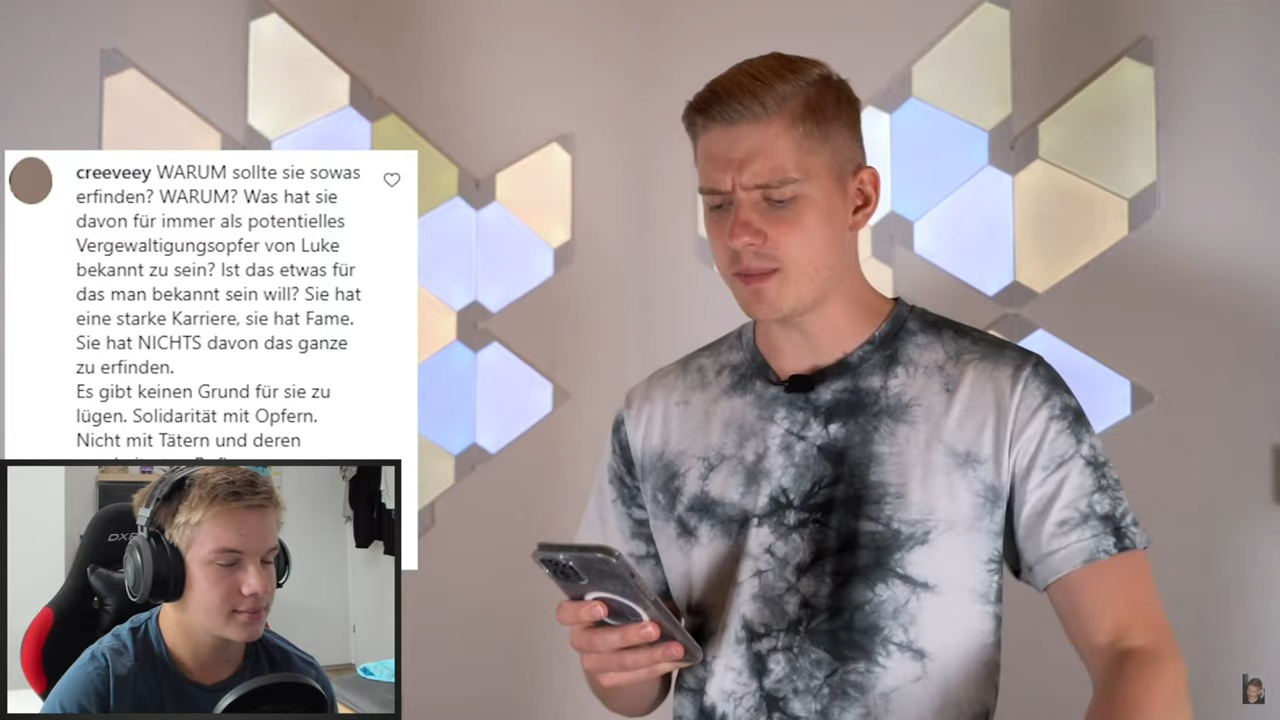 creeveey WARUM sollte sie sowas
erfinden? WARUM? Was hat sie
davon für immer als potentielles
Vergewaltigungsopfer von Luke
bekannt zu sein? Ist das etwas für
das man bekannt sein will? Sie hat
eine starke Karriere, sie hat Fame.
Sie hat NICHTS davon das ganze
zu erfinden.
Es gibt keinen Grund für sie zu
lügen. Solidarität mit Opfern.
Nicht mit Tätern und deren